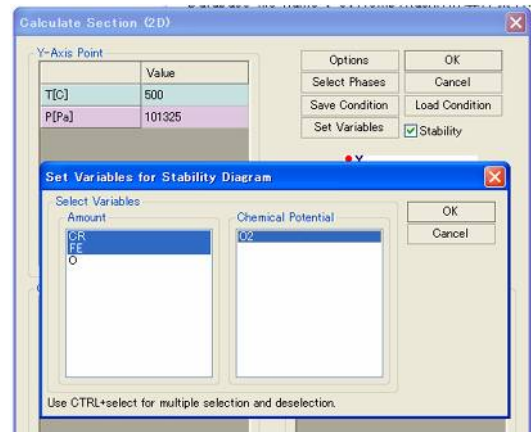 Calculate Section (2D)
Y-Axis Point
Value
T[C] 500
P[Pa] 101325
Options OK
Select Phases Cancel
Save Condition Load Condition
Set Variables Stability
Y
Set Variables for Stability Diagram
Select Variables
Amount Chemical Potential
CR O2
FE
O
OK
Cancel
Use CTRL+select for multiple selection and deselection.